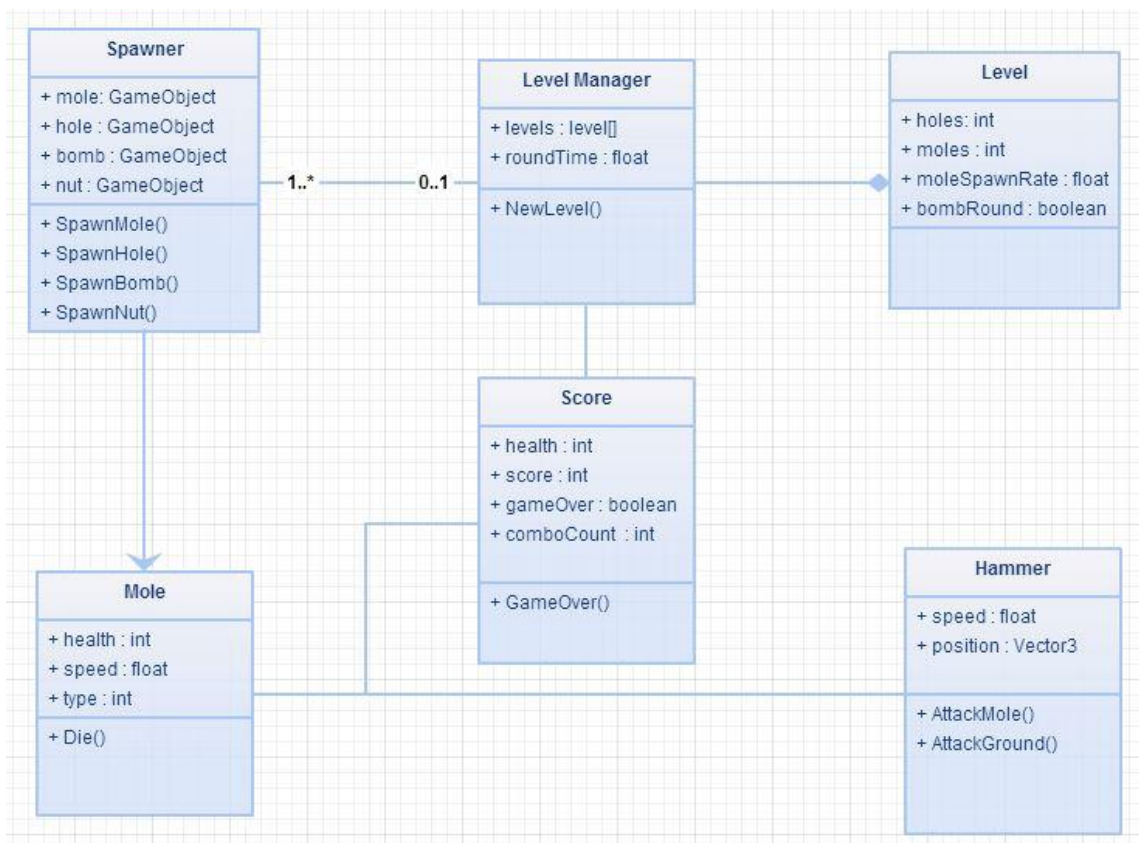 Spawner
+ mole: GameObject
+ hole : GameObject
+ bomb : GameObject
+ nut : GameObject
+ SpawnMole()
+ SpawnHole()
+ SpawnBomb()
+ SpawnNut()
1..*
0..1
Level Manager
+ levels : level[]
+ roundTime : float
+ NewLevel()
Level
+ holes: int
+ moles : int
+ moleSpawnRate : float
+ bombRound : boolean
Score
+ health : int
+ score : int
+ gameOver : boolean
+ comboCount : int
+ GameOver()
Mole
+ health : int
+ speed : float
+ type : int
+ Die()
Hammer
+ speed : float
+ position : Vector3
+ AttackMole()
+ AttackGround()